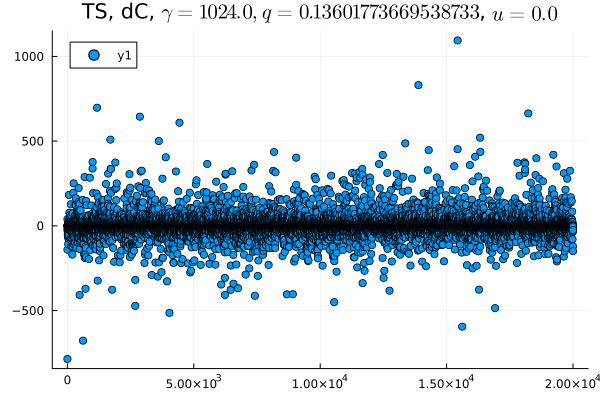 TS, dC, γ = 1024.0, q = 0.13601773669538733, u = 0.0
y1
1000
500
0
−500
0 5.00×10³ 1.00×10⁴ 1.50×10⁴ 2.00×10⁴